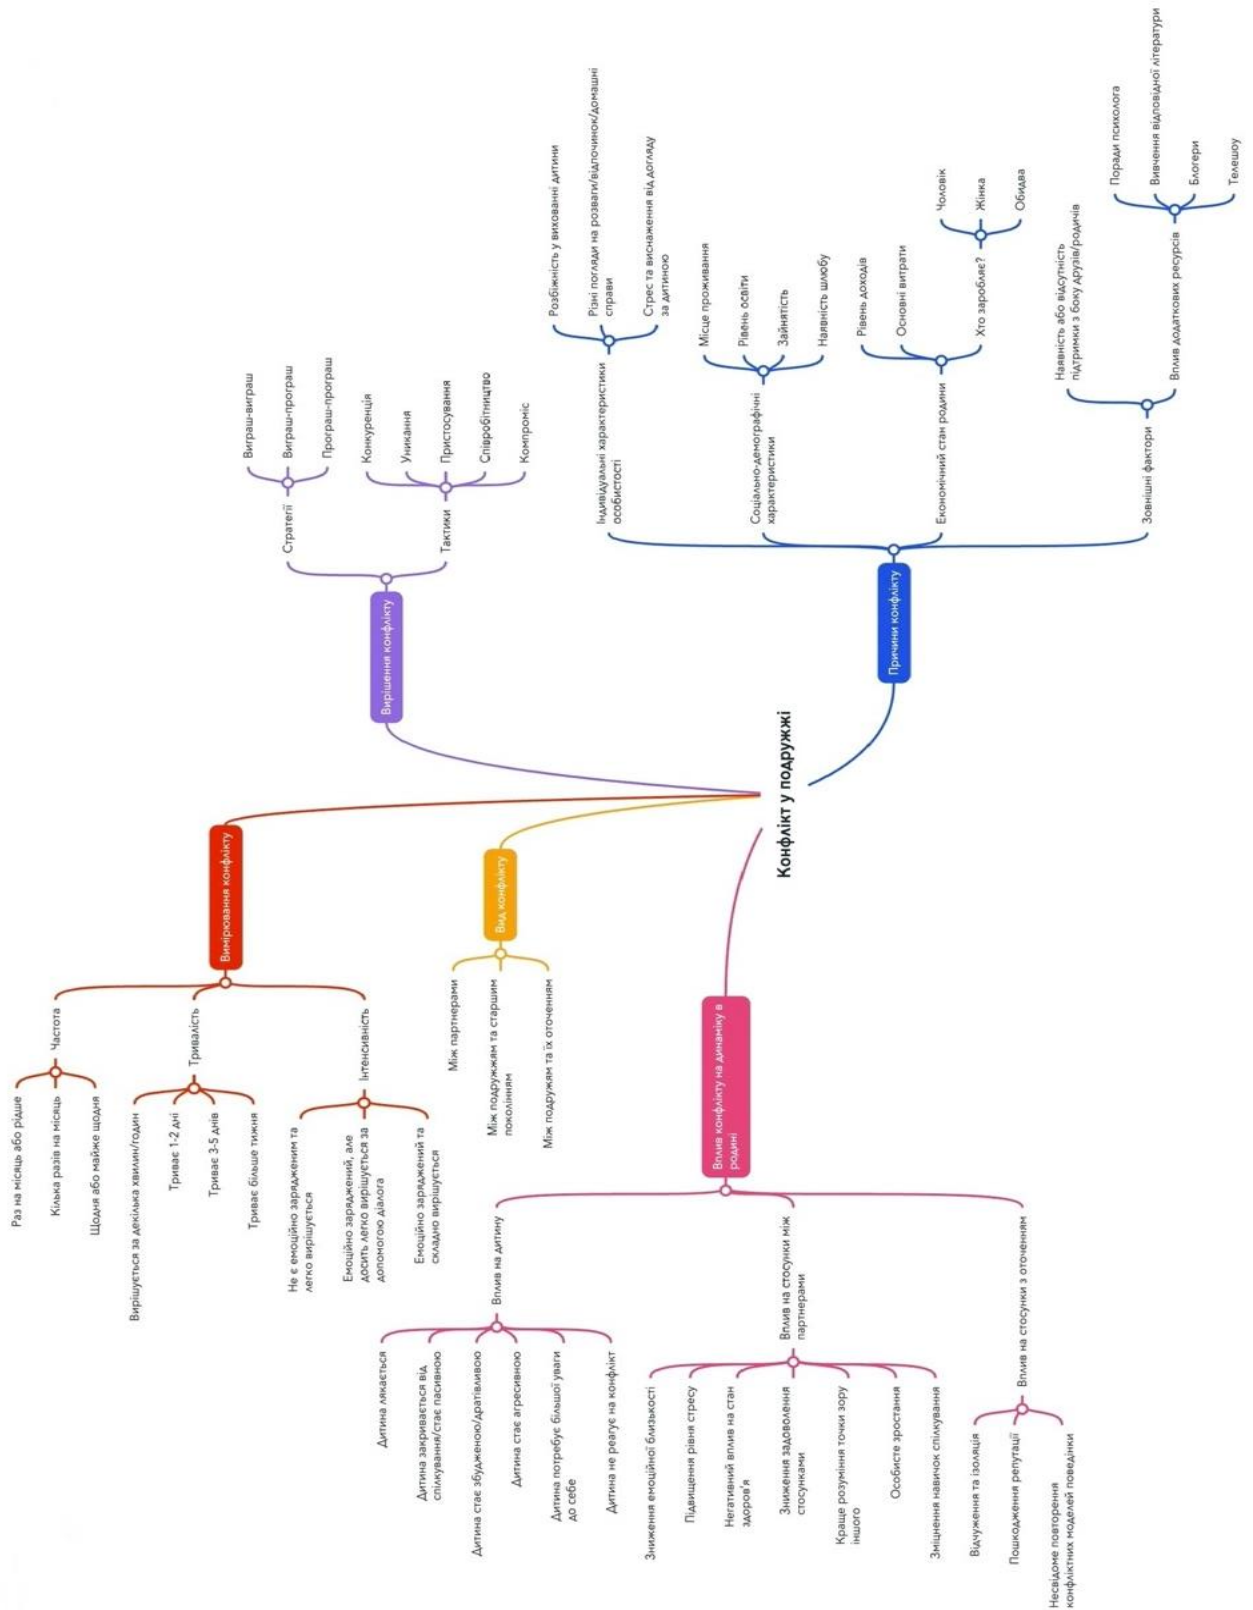 Конфлікт у подружжі
Вимірювання конфлікту
Частота
Раз на місяць або рідше
Кілька разів на місяць
Щодня або майже щодня
Тривалість
Вирішується за декілька хвилин/годин
Триває 1-2 дні
Триває 3-5 днів
Триває більше тижня
Інтенсивність
Не є емоційно зарядженим та
легко вирішується
Емоційно заряджений, але
досить легко вирішується за
допомогою діалога
Емоційно заряджений та
складно вирішується
Вид конфлікту
Між партнерами
Між подружжям та старшим
поколінням
Між подружям та їх оточенням
Вплив конфлікту на динаміку в
родині
Вплив на дитину
Дитина лякається
Дитина закривається від
спілкування/стає пасивною
Дитина стає збудженою/дратівливою
Дитина стає агресивною
Дитина потребує більшої уваги
до себе
Дитина не реагує на конфлікт
Вплив на стосунки між
партнерами
Зниження емоційної близькості
Підвищення рівня стресу
Негативний вплив на стан
здоров'я
Зниження задоволення
стосунками
Краще розуміння точки зору
іншого
Особисте зростання
Зміцнення навичок спілкування
Вплив на стосунки з оточенням
Відчуження та ізоляція
Пошкодження репутації
Несвідоме повторення
конфліктних моделей поведінки
Вирішення конфлікту
Стратегії
Виграш-виграш
Виграш-програш
Програш-програш
Тактики
Конкуренція
Уникання
Пристосування
Співробітництво
Компроміс
Причини конфлікту
Індивідуальні характеристики
особистості
Розбіжність у вихованні дитини
Різні погляди на розваги/відпочинок/домашні
справи
Стрес та виснаження від догляду
за дитиною
Соціально-демографічні
характеристики
Місце проживання
Рівень освіти
Зайнятість
Наявність шлюбу
Економічний стан родини
Рівень доходів
Основні витрати
Хто заробляє?
Чоловік
Жінка
Обидва
Зовнішні фактори
Наявність або відсутність
підтримки з боку друзів/родичів
Вплив додаткових ресурсів
Поради психолога
Вивчення відповідної літератури
Блогери
Телешоу